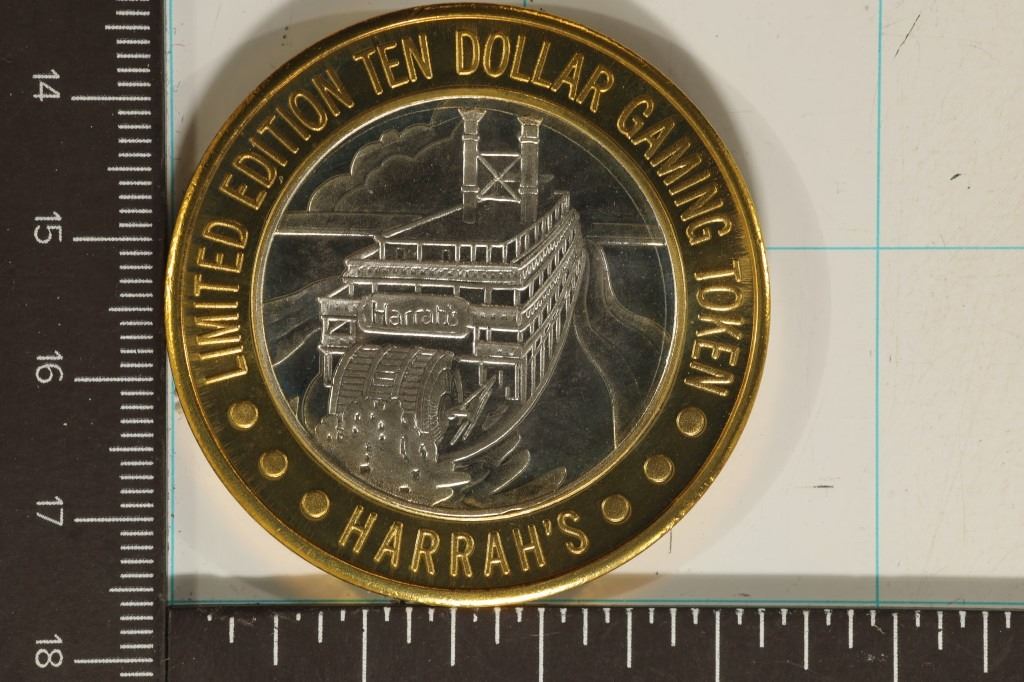 LIMITED EDITION TEN DOLLAR GAMING TOKEN
Harrah's
HARRAH'S
14
15
16
17
18